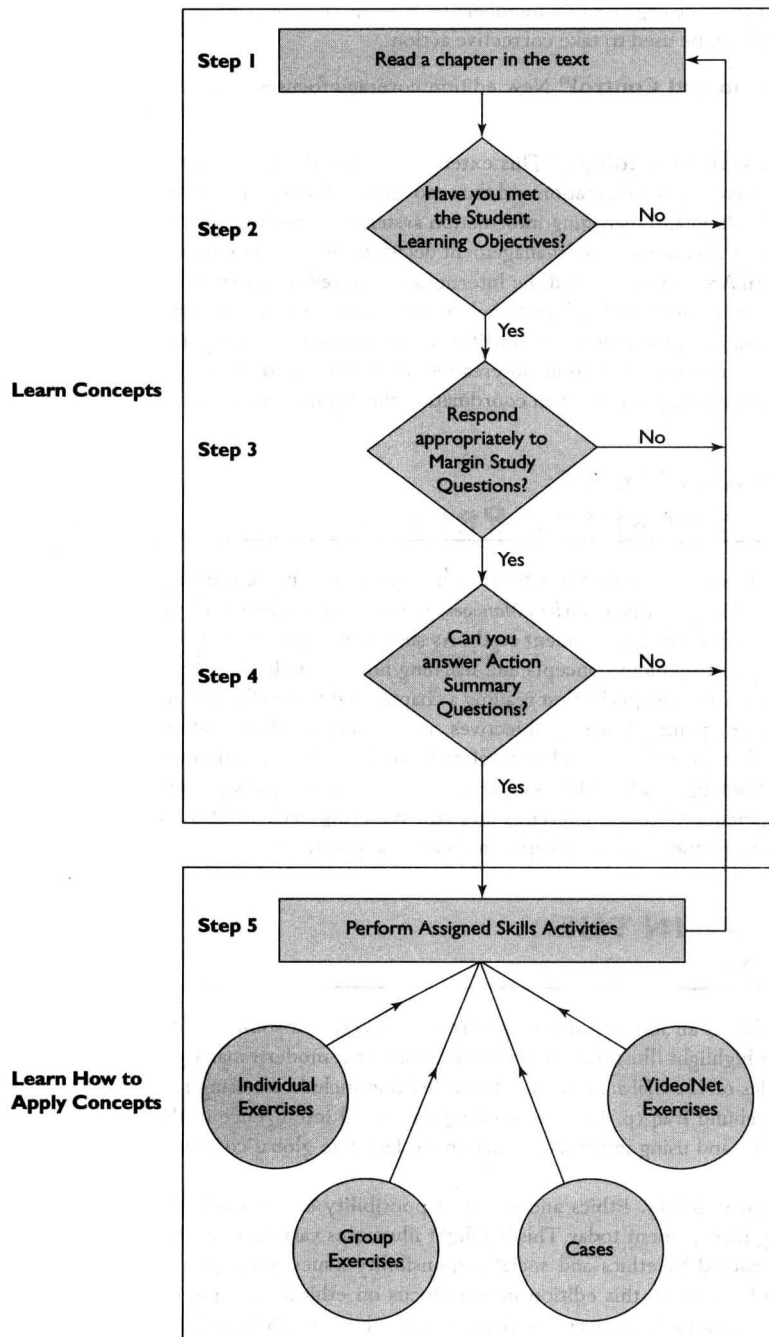 Step 1
Read a chapter in the text
Step 2
Have you met
the Student
Learning Objectives?
No
Yes
Learn Concepts
Step 3
Respond
appropriately to
Margin Study
Questions?
No
Yes
Step 4
Can you
answer Action
Summary
Questions?
No
Yes
Step 5
Perform Assigned Skills Activities
Learn How to
Apply Concepts
Individual
Exercises
VideoNet
Exercises
Group
Exercises
Cases